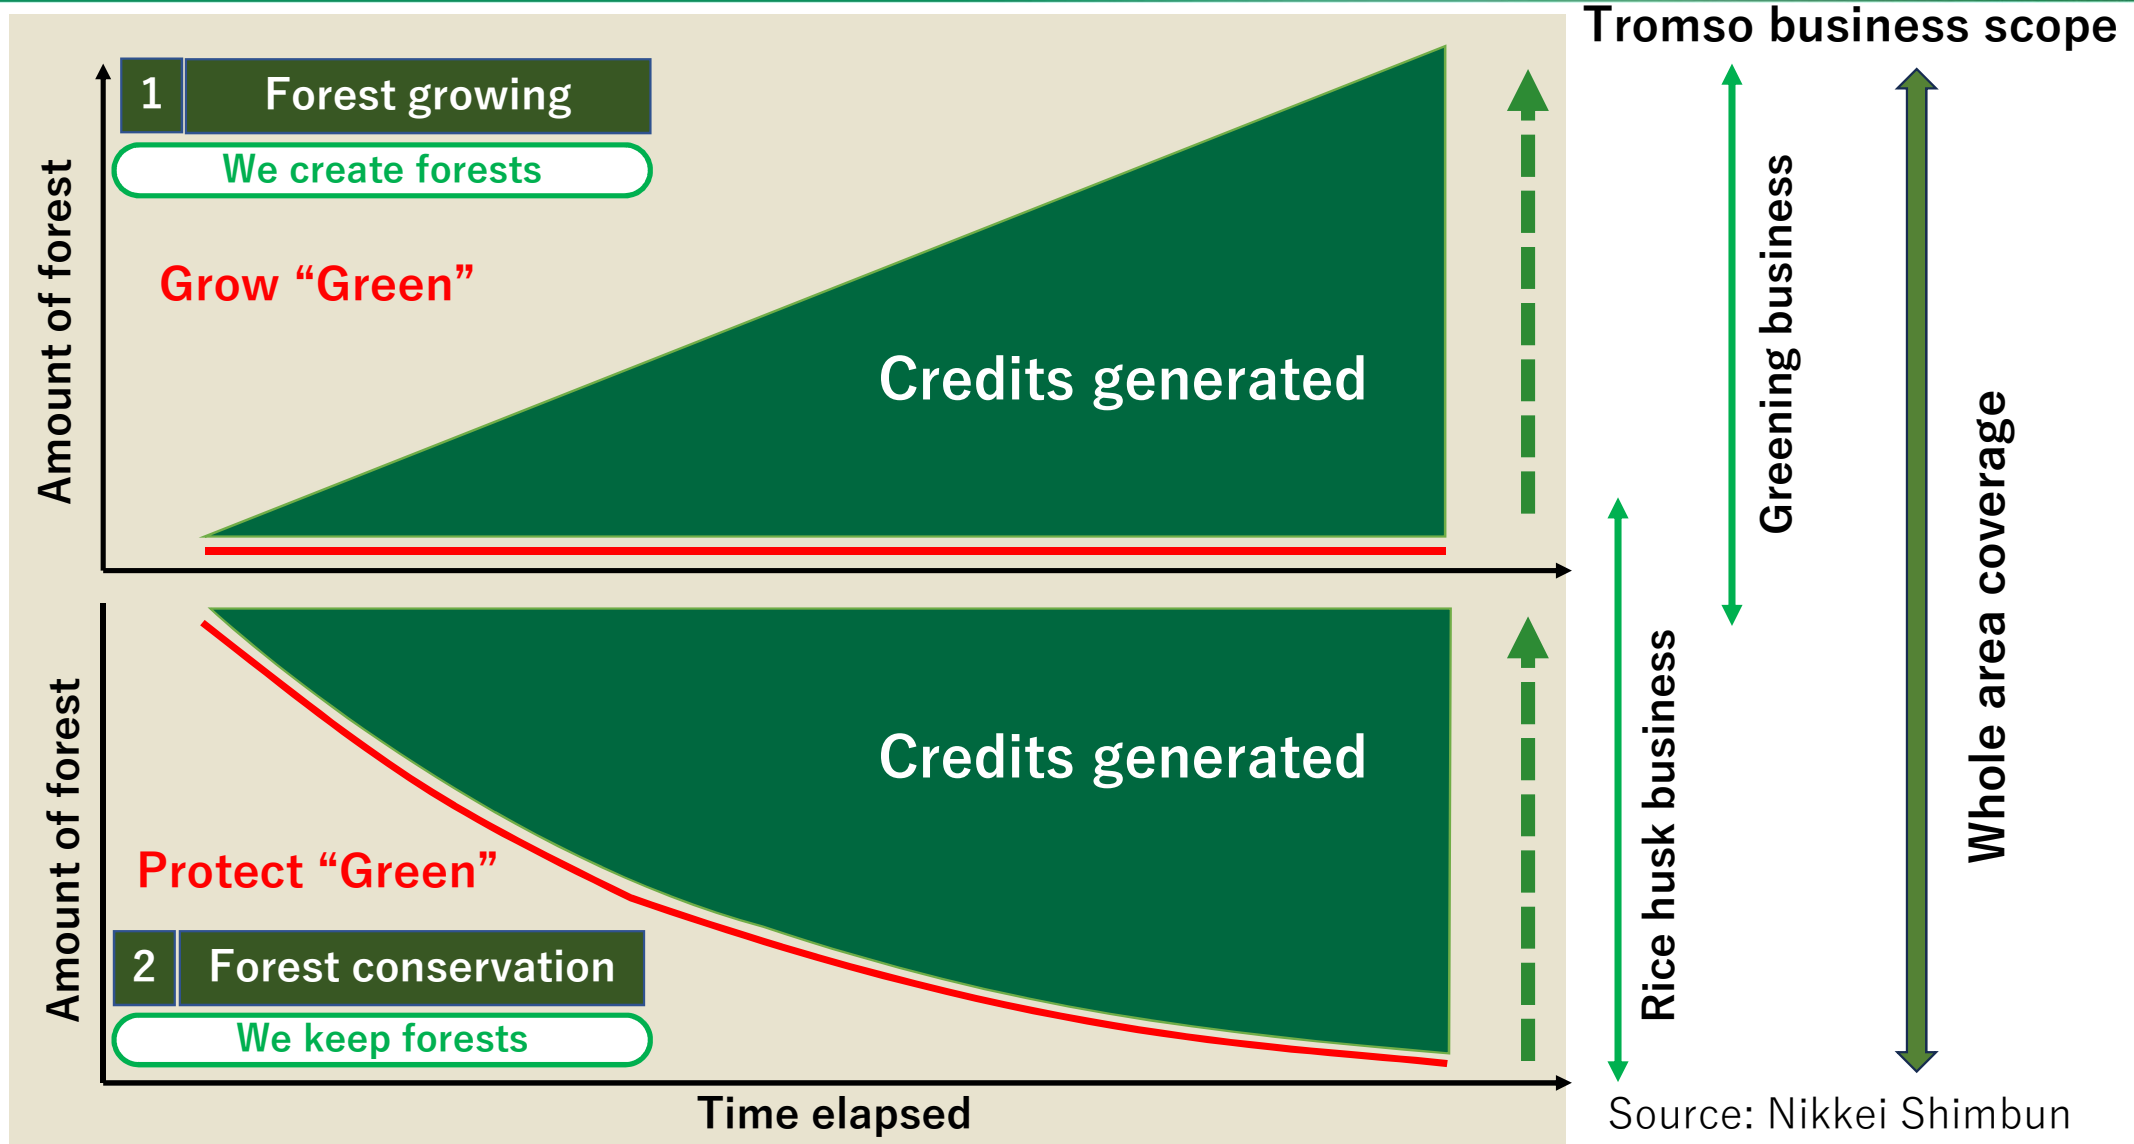 Tromso business scope
1
Forest growing
We create forests
Amount of forest
Grow “Green”
Credits generated
Greening business
Whole area coverage
Rice husk business
Amount of forest
Credits generated
Protect “Green”
2
Forest conservation
We keep forests
Time elapsed
Source: Nikkei Shimbun